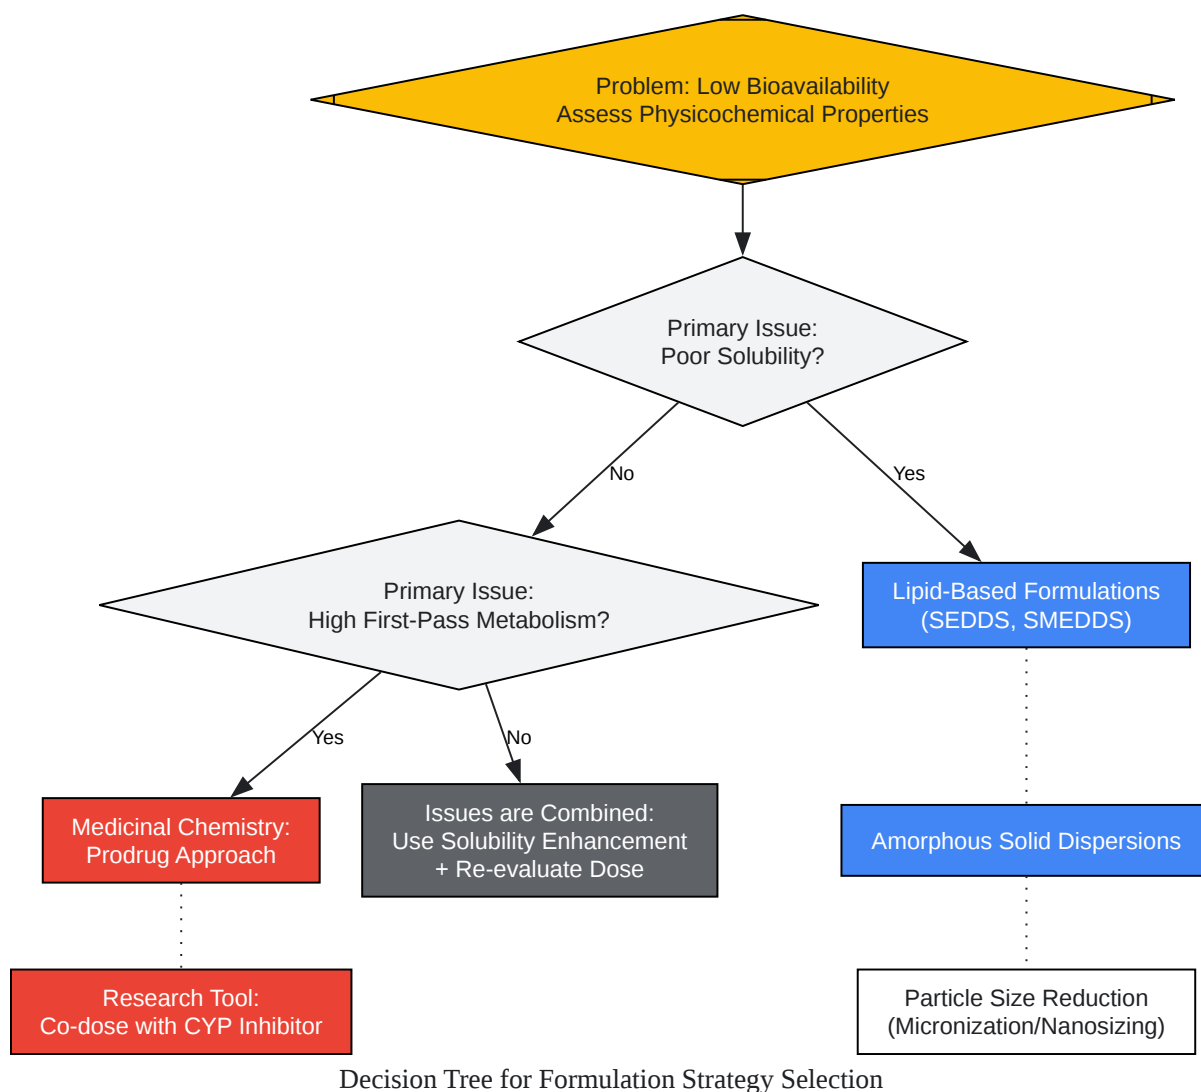 Problem: Low Bioavailability
Assess Physicochemical Properties
Primary Issue:
Poor Solubility?
No
Yes
Primary Issue:
High First-Pass Metabolism?
Lipid-Based Formulations
(SEDDS, SMEDDS)
Yes
No
Medicinal Chemistry:
Prodrug Approach
Issues are Combined:
Use Solubility Enhancement
+ Re-evaluate Dose
Amorphous Solid Dispersions
Research Tool:
Co-dose with CYP Inhibitor
Particle Size Reduction
(Micronization/Nanosizing)
Decision Tree for Formulation Strategy Selection